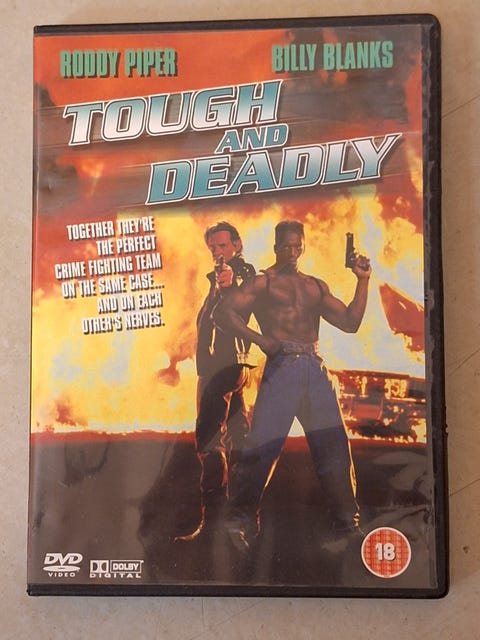 RODDY PIPER BILLY BLANKS
TOUGH
AND
DEADLY
TOGETHER THEY'RE
THE PERFECT
CRIME FIGHTING TEAM
ON THE SAME CASE...
AND ON EACH
OTHER'S NERVES.
DVD
VIDEO
DOLBY
DIGITAL
18